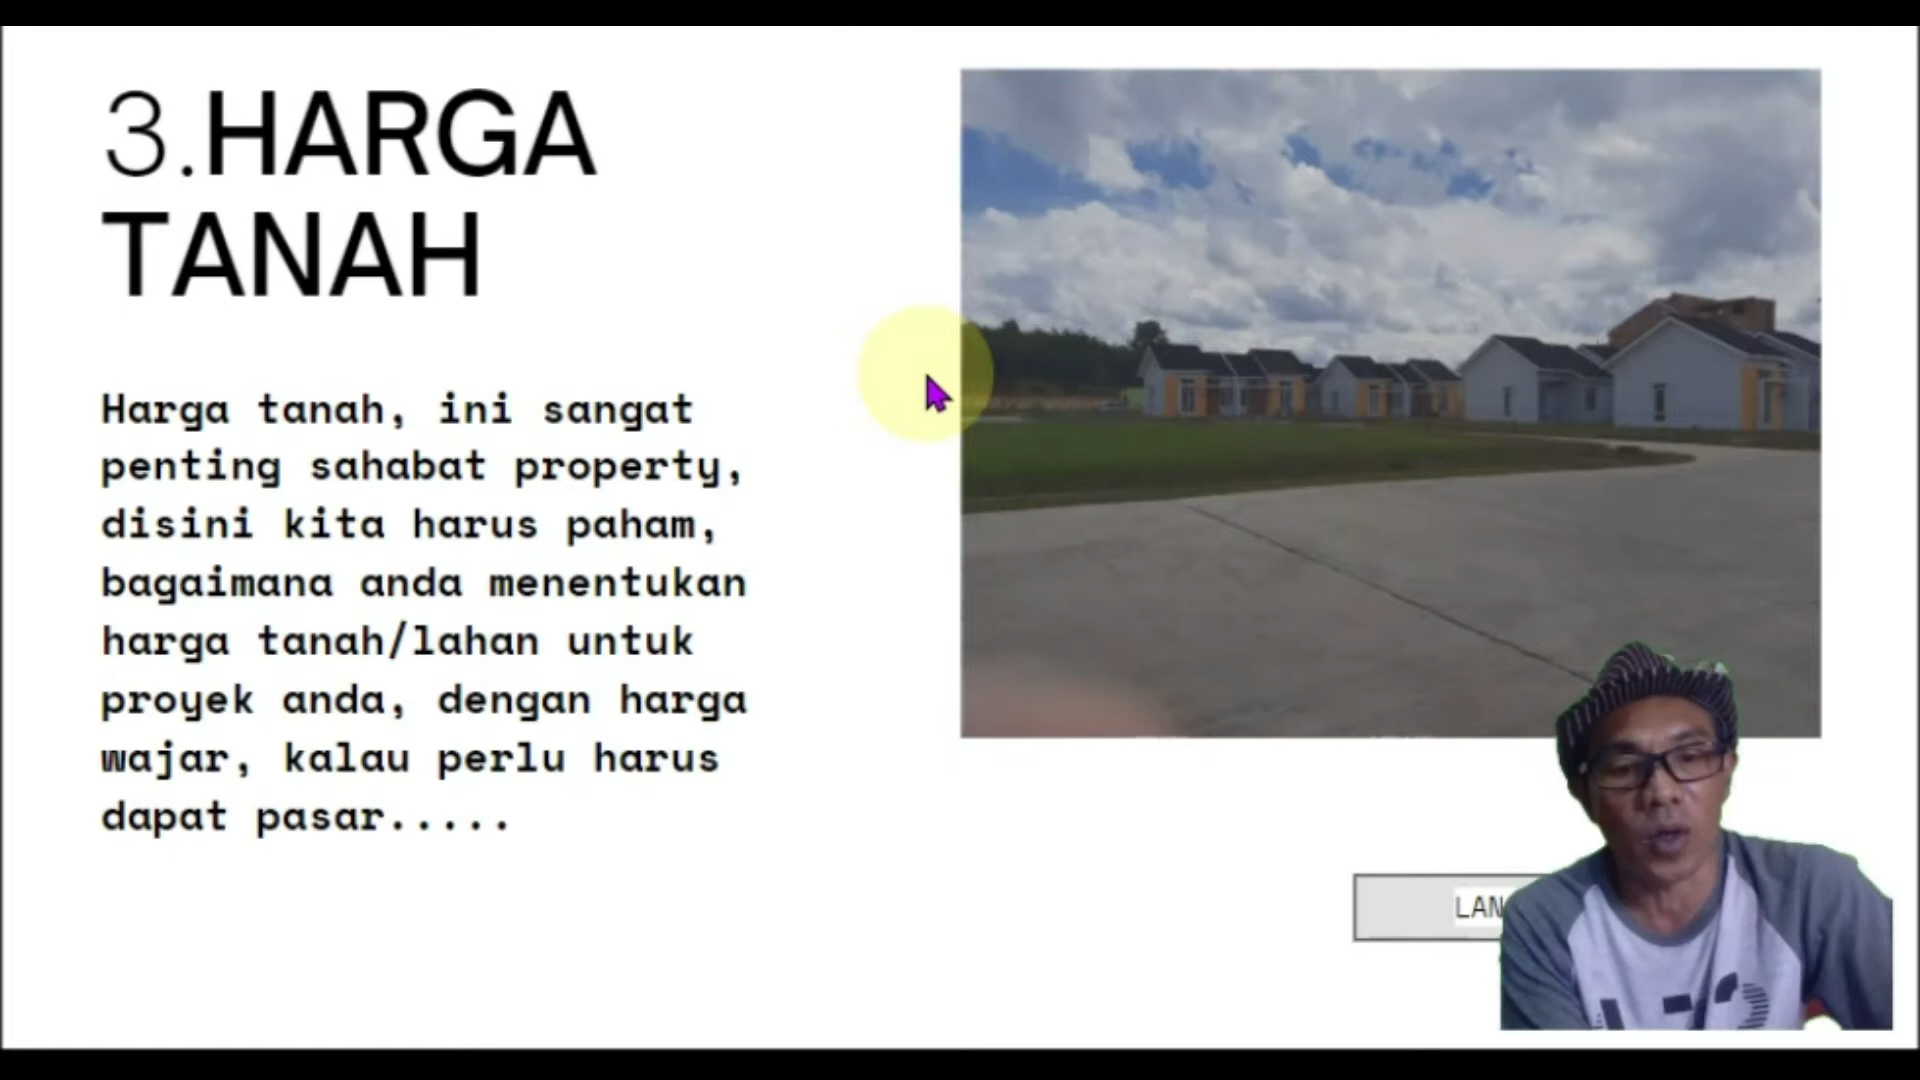 3.HARGA
TANAH
Harga tanah, ini sangat
penting sahabat property,
disini kita harus paham,
bagaimana anda menentukan
harga tanah/lahan untuk
proyek anda, dengan harga
wajar, kalau perlu harus
dapat pasar.....
LAN